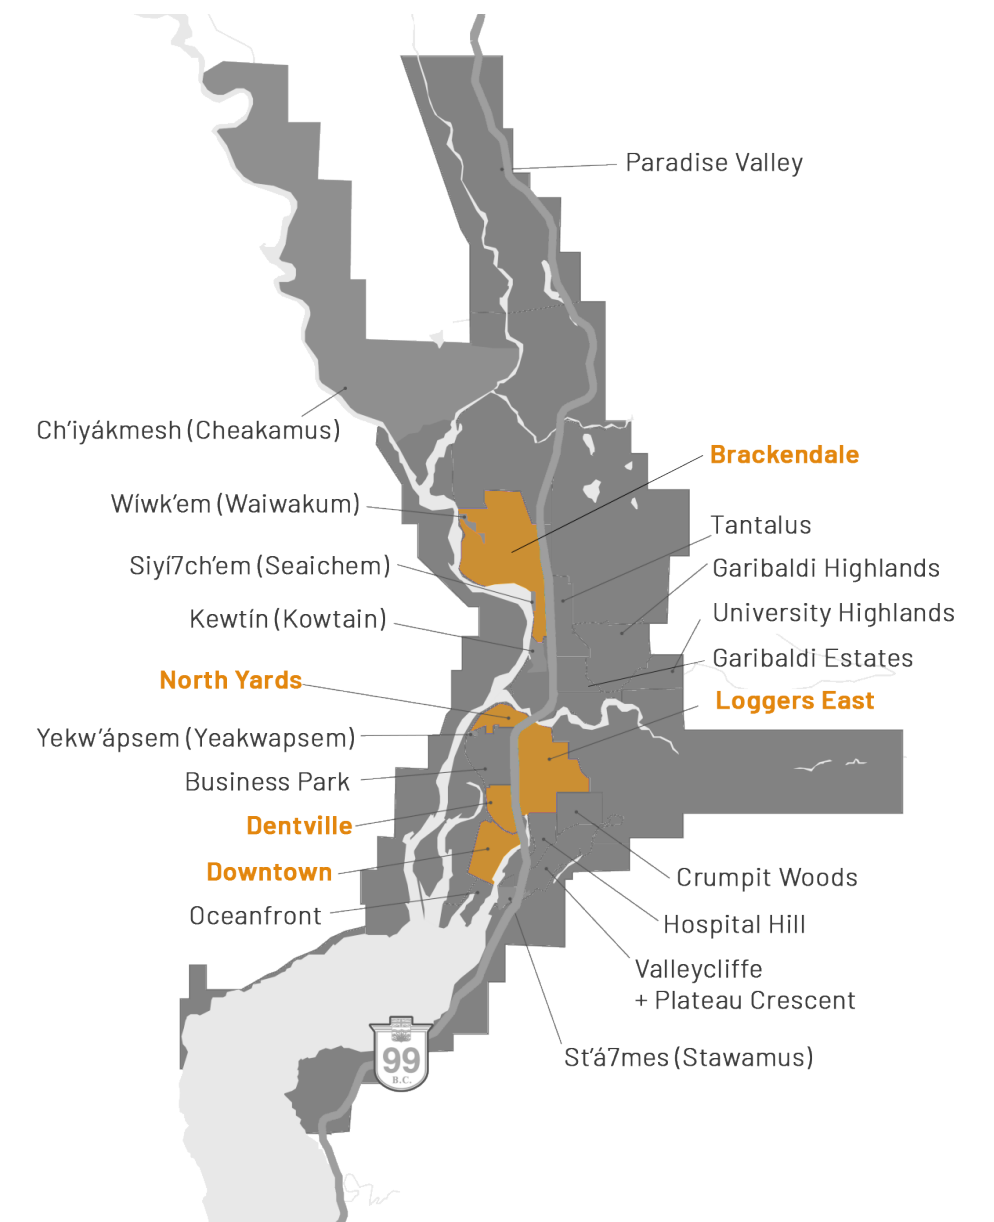 Paradise Valley
Ch'iyákmesh (Cheakamus)
Brackendale
Wíwk'em (Waiwakum)
Tantalus
Siyí7ch'em (Seaichem)
Garibaldi Highlands
Kewtín (Kowtain)
University Highlands
Garibaldi Estates
North Yards
Loggers East
Yekw'ápsem (Yeakwapsem)
Business Park
Dentville
Downtown
Crumpit Woods
Oceanfront
Hospital Hill
Valleycliffe
+ Plateau Crescent
St'á7mes (Stawamus)
99
B.C.